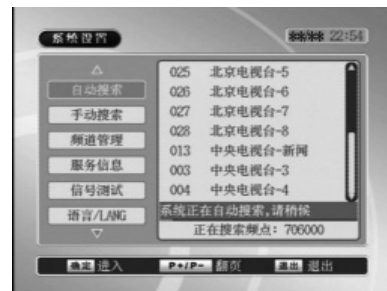 系统设置
**/** 22:54
自动搜索
手动搜索
频道管理
服务信息
信号测试
语言/LANG
025 北京电视台-5
026 北京电视台-6
027 北京电视台-7
028 北京电视台-8
013 中央电视台-新闻
003 中央电视台-3
004 中央电视台-4
系统正在自动搜索,请稍候
正在搜索频点: 706000
确定 进入
P+/P- 翻页
退出 退出